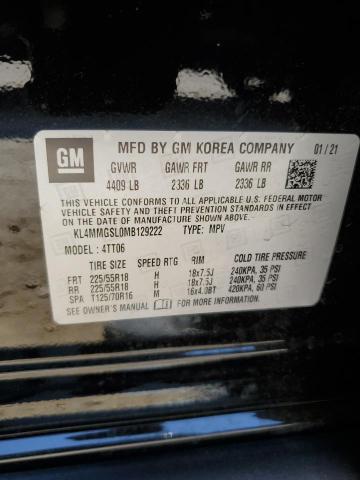 GM
MFD BY GM KOREA COMPANY 01/21
GVWR GAWR FRT GAWR RR
4409 LB 2336 LB 2336 LB
THIS VEHICLE CONFORMS TO ALL APPLICABLE U.S. FEDERAL MOTOR
VEHICLE SAFETY AND THEFT PREVENTION STANDARDS IN EFFECT ON THE DATE
OF MANUFACTURE SHOWN ABOVE.
KL4MMGSL0MB129222 TYPE: MPV
MODEL: 4TT06
TIRE SIZE SPEED RTG RIM COLD TIRE PRESSURE
FRT 225/55R18 H 18x7.5J 240KPA, 35 PSI
RR 225/55R18 H 18x7.5J 240KPA, 35 PSI
SPA T125/70R16 M 16x4.0BT 420KPA, 60 PSI
SEE OWNER'S MANUAL FOR MORE INFORMATION.